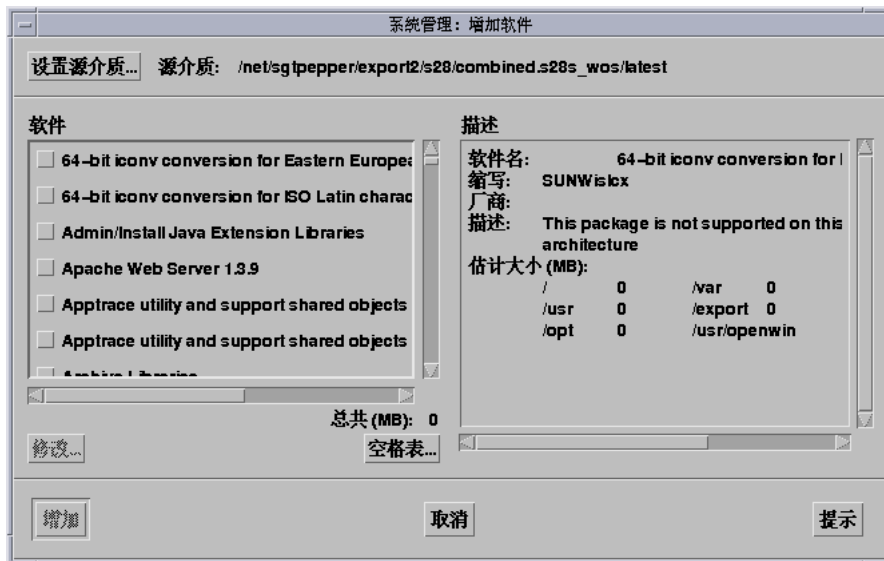 系统管理：增加软件
设置源介质... 源介质: /net/sgtpepper/export2/s28/combined.s28s_wos/latest
软件
64-bit iconv conversion for Eastern Europea
64-bit iconv conversion for ISO Latin charac
Admin/Install Java Extension Libraries
Apache Web Server 1.3.9
Apptrace utility and support shared objects
Apptrace utility and support shared objects
Archive Libraries
总共 (MB): 0
修改...
空格表...
描述
软件名: 64-bit iconv conversion for
缩写: SUNWislcx
厂商:
描述: This package is not supported on this
architecture
估计大小 (MB):
/ 0 /var 0
/usr 0 /export 0
/opt 0 /usr/openwin
增加
取消
提示